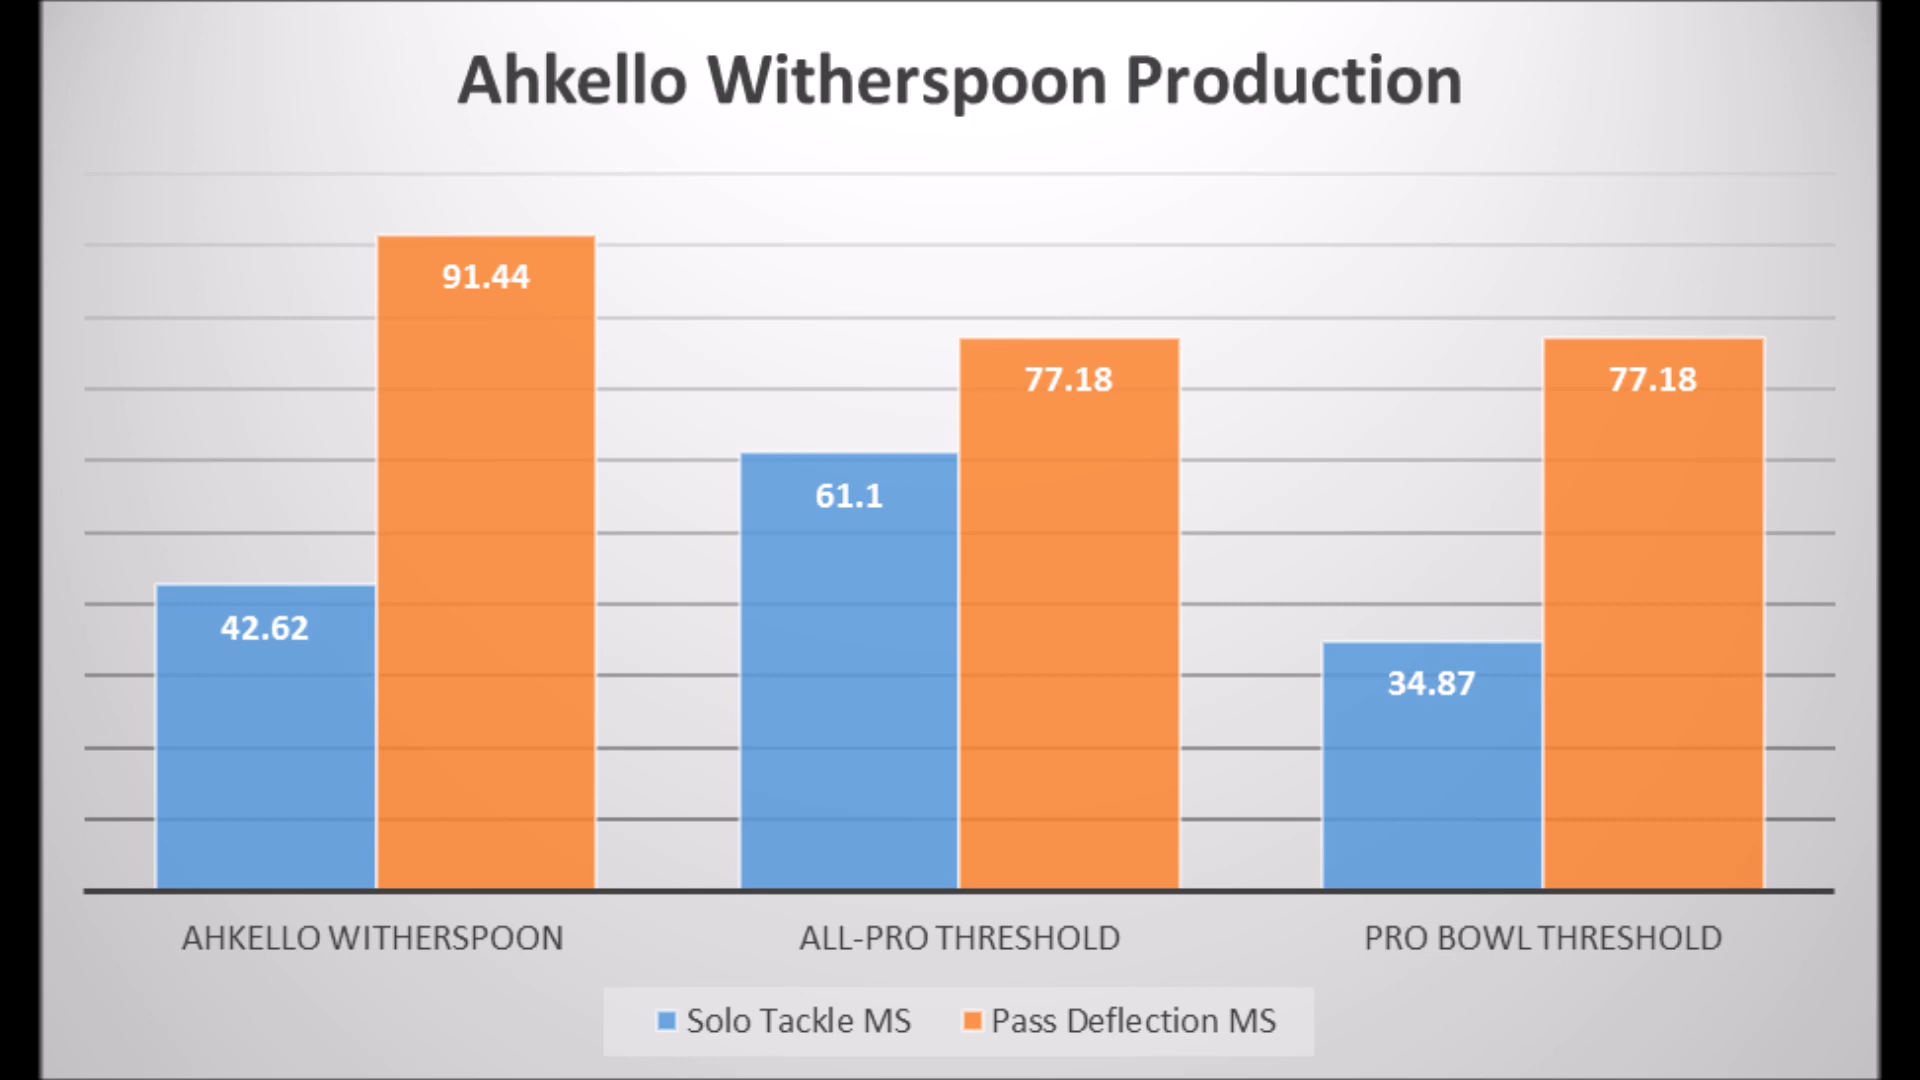 Ahkello Witherspoon Production
91.44
77.18
77.18
61.1
42.62
34.87
AHKELLO WITHERSPOON
ALL-PRO THRESHOLD
PRO BOWL THRESHOLD
Solo Tackle MS
Pass Deflection MS